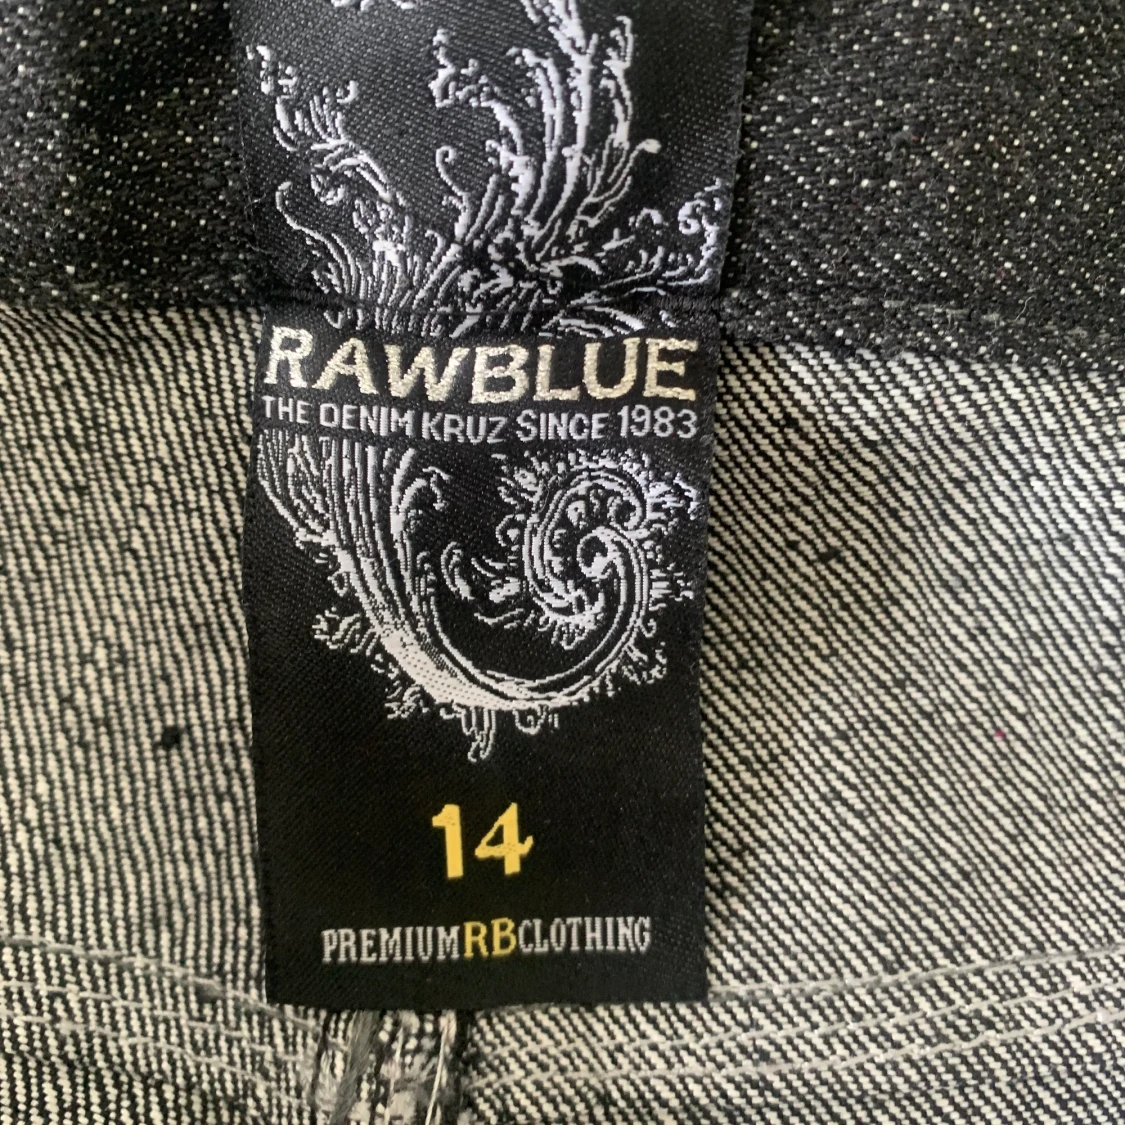 RAWBLUE
THE DENIM KRUZ SINCE 1983
14
PREMIUMRBCLOTHING